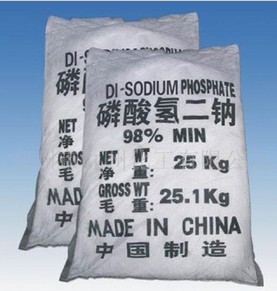 DI-SODIUM PHOSPHATE
磷酸氢二钠
98% MIN
NET WT
净 重: 25 Kg
GROSS WT
毛 重: 25.1Kg
MADE IN CHINA
中国制造